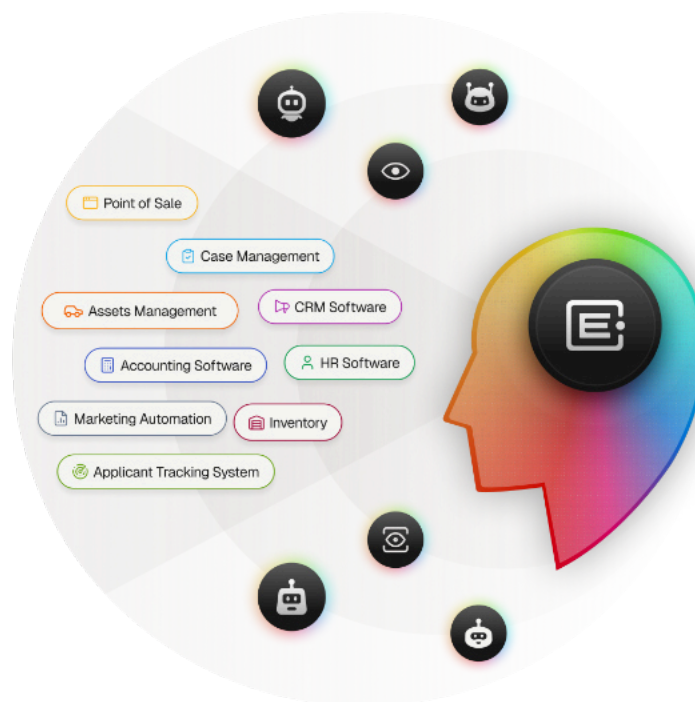 Point of Sale
Case Management
Assets Management
CRM Software
Accounting Software
HR Software
Marketing Automation
Inventory
Applicant Tracking System